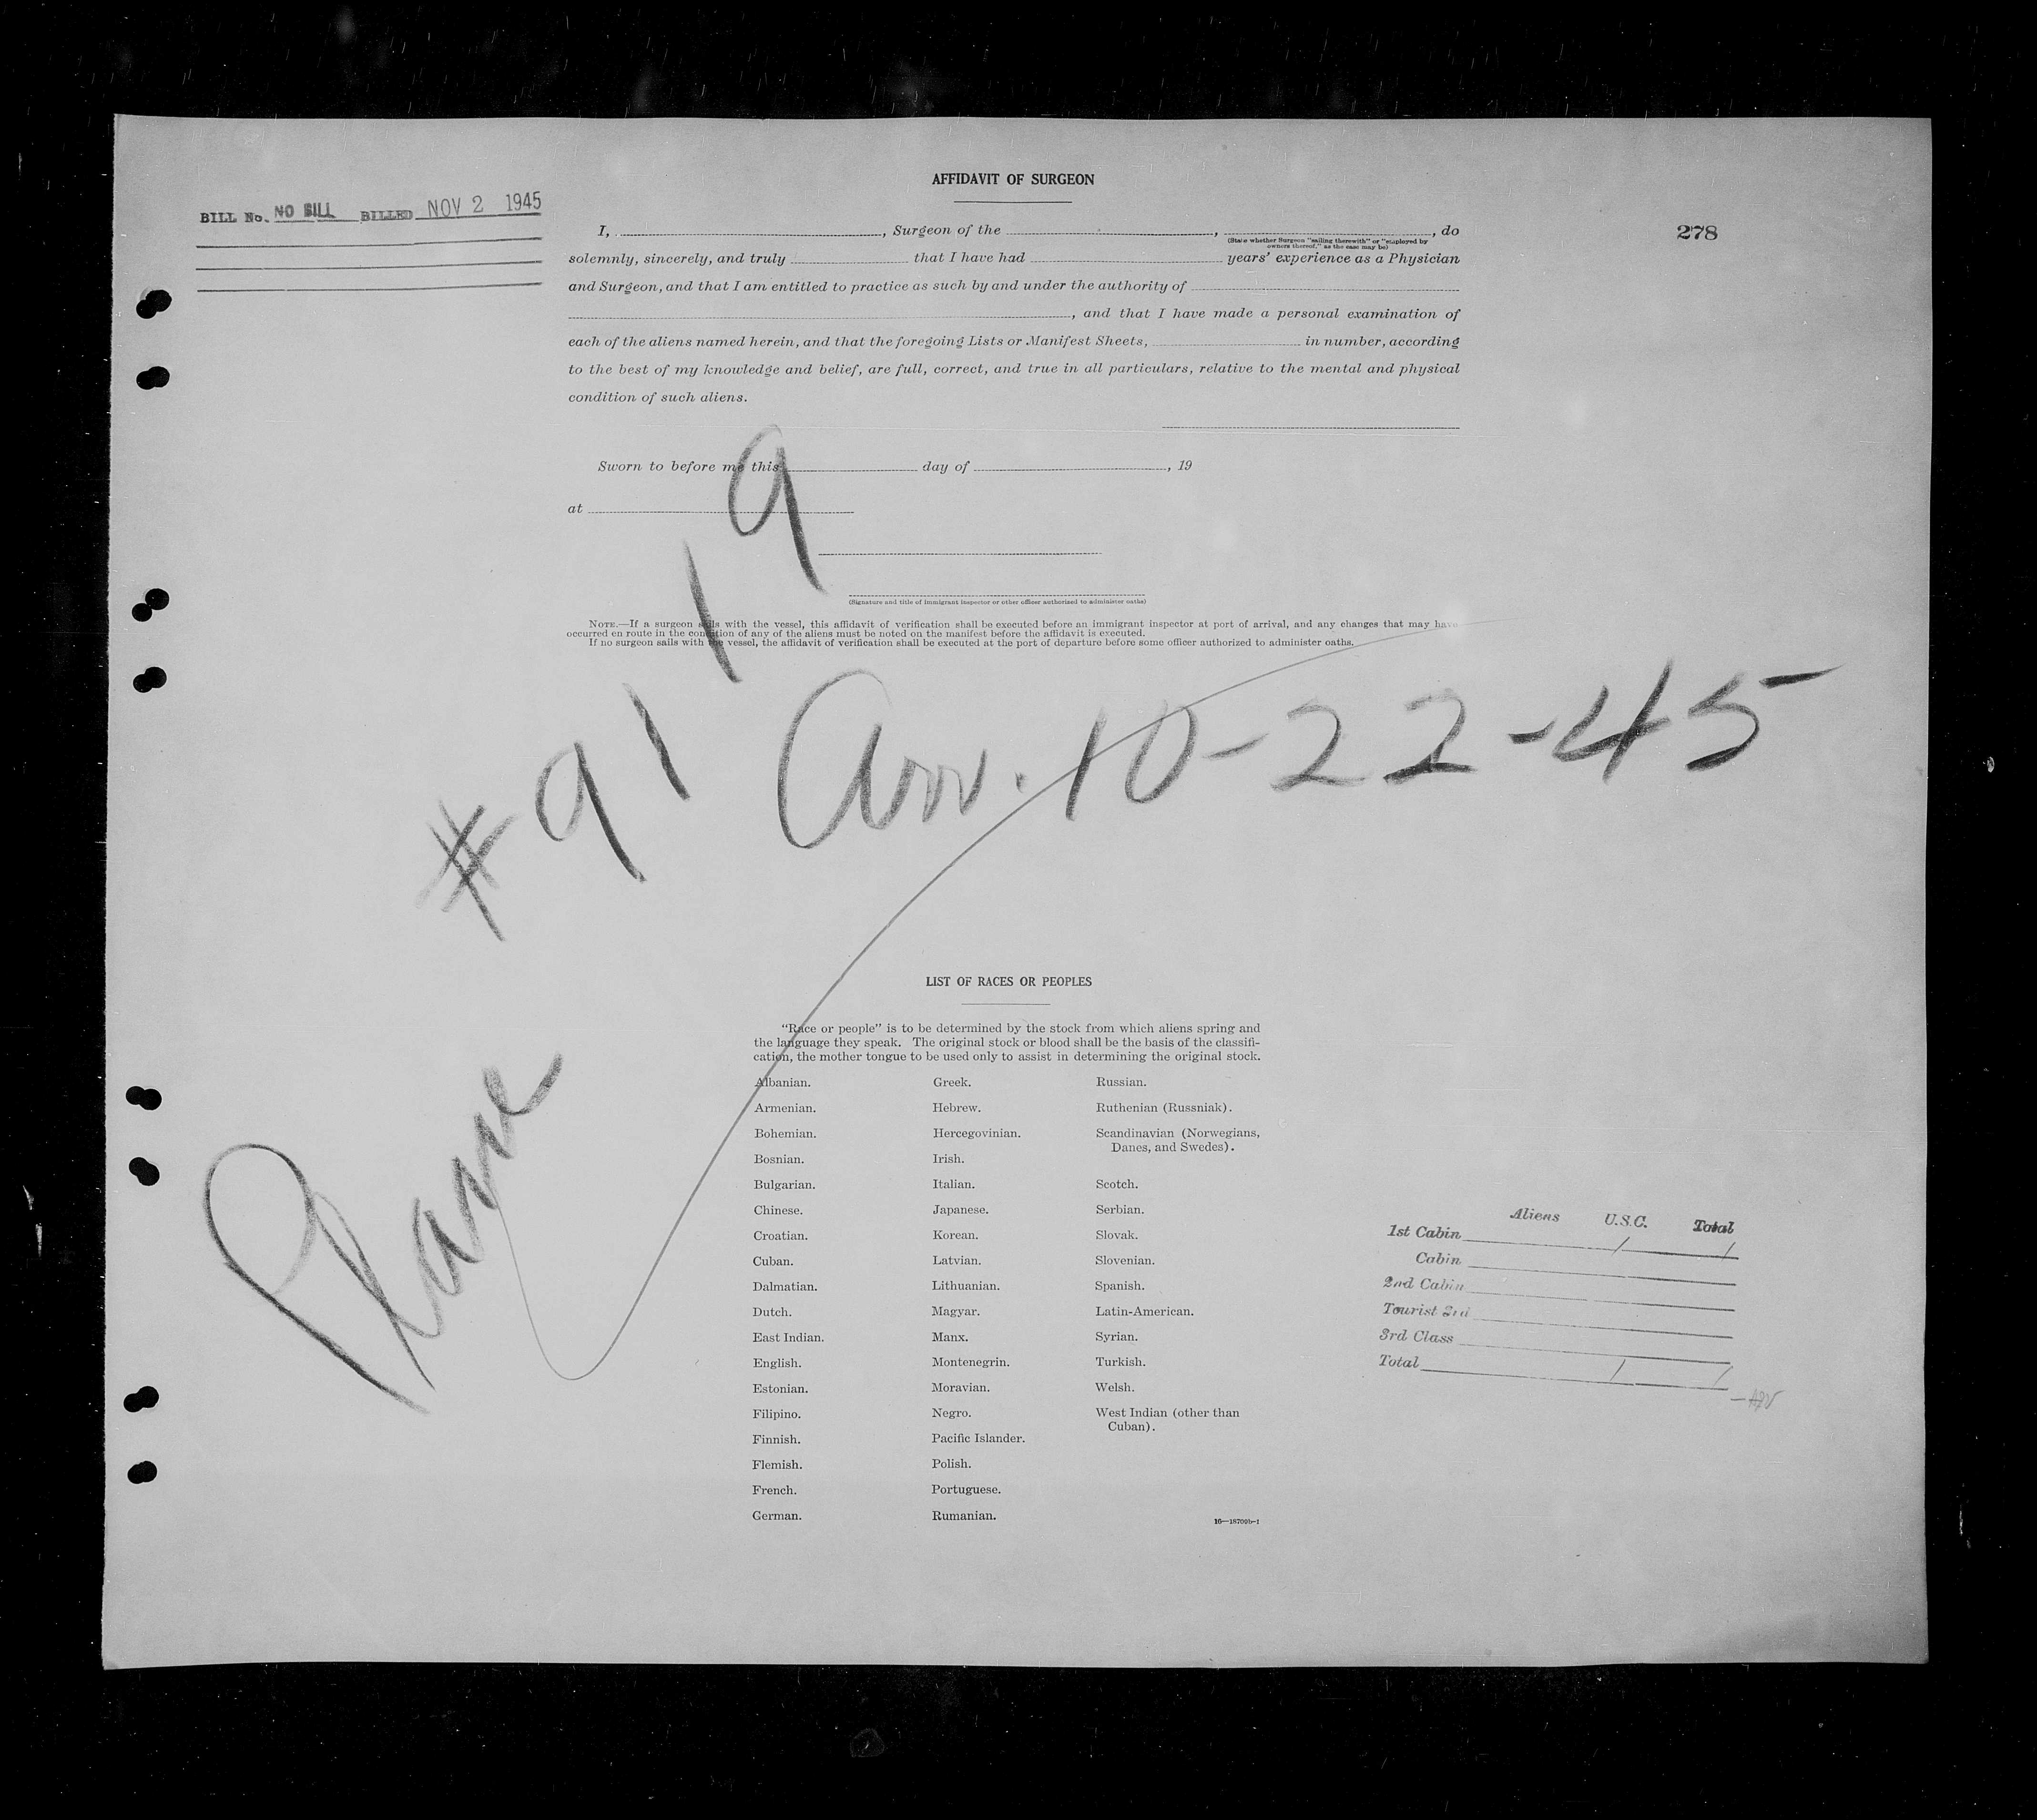 AFFIDAVIT OF SURGEON
BILL No. NO BILL BILLED NOV 2 1945
278
I, , Surgeon of the , , do
(State whether Surgeon "sailing therewith" or "employed by
owners thereof," as the case may be)
solemnly, sincerely, and truly that I have had years' experience as a Physician
and Surgeon, and that I am entitled to practice as such by and under the authority of
, and that I have made a personal examination of
each of the aliens named herein, and that the foregoing Lists or Manifest Sheets, in number, according
to the best of my knowledge and belief, are full, correct, and true in all particulars, relative to the mental and physical
condition of such aliens.
Sworn to before me this day of , 19
at
(Signature and title of immigrant inspector or other officer authorized to administer oaths)
NOTE.—If a surgeon sails with the vessel, this affidavit of verification shall be executed before an immigrant inspector at port of arrival, and any changes that may have
occurred en route in the condition of any of the aliens must be noted on the manifest before the affidavit is executed.
If no surgeon sails with the vessel, the affidavit of verification shall be executed at the port of departure before some officer authorized to administer oaths.
Plane #9119
Arr. 10-22-45
LIST OF RACES OR PEOPLES
"Race or people" is to be determined by the stock from which aliens spring and
the language they speak. The original stock or blood shall be the basis of the classifi-
cation, the mother tongue to be used only to assist in determining the original stock.
Albanian.
Armenian.
Bohemian.
Bosnian.
Bulgarian.
Chinese.
Croatian.
Cuban.
Dalmatian.
Dutch.
East Indian.
English.
Estonian.
Filipino.
Finnish.
Flemish.
French.
German.
Greek.
Hebrew.
Hercegovinian.
Irish.
Italian.
Japanese.
Korean.
Latvian.
Lithuanian.
Magyar.
Manx.
Montenegrin.
Moravian.
Negro.
Pacific Islander.
Polish.
Portuguese.
Rumanian.
Russian.
Ruthenian (Russniak).
Scandinavian (Norwegians,
Danes, and Swedes).
Scotch.
Serbian.
Slovak.
Slovenian.
Spanish.
Latin-American.
Syrian.
Turkish.
Welsh.
West Indian (other than
Cuban).
16—18700b-1
Aliens U.S.C. Total
1st Cabin / /
Cabin
2nd Cabin
Tourist 3rd
3rd Class
Total / /